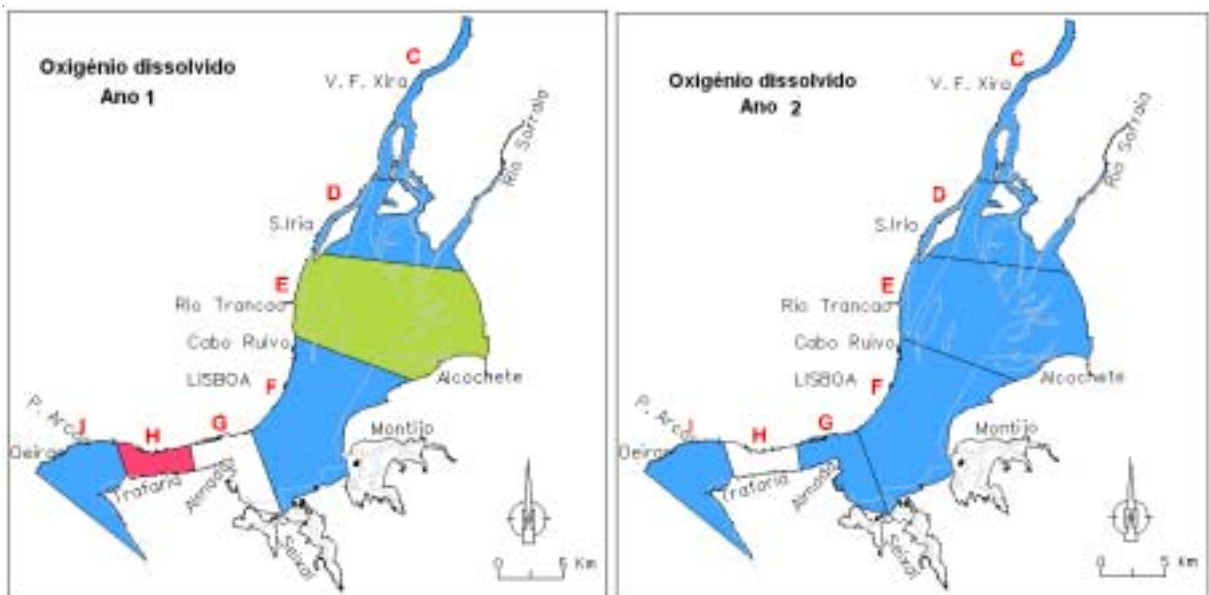 Oxigénio dissolvido
Ano 1
C
V. F. Xira
Rio Sorraia
D
S.Iria
E
Rio Trancao
Cabo Ruivo
LISBOA
F
Alcochete
P. Arcos
J
H
G
Oeiras
Montijo
Trafaria
Almada
Seixal
N
0 5 Km
Oxigénio dissolvido
Ano 2
C
V. F. Xira
Rio Sorraia
D
S.Iria
E
Rio Trancao
Cabo Ruivo
LISBOA
F
Alcochete
P. Arcos
J
H
G
Oeiras
Montijo
Trafaria
Almada
Seixal
N
0 5 Km